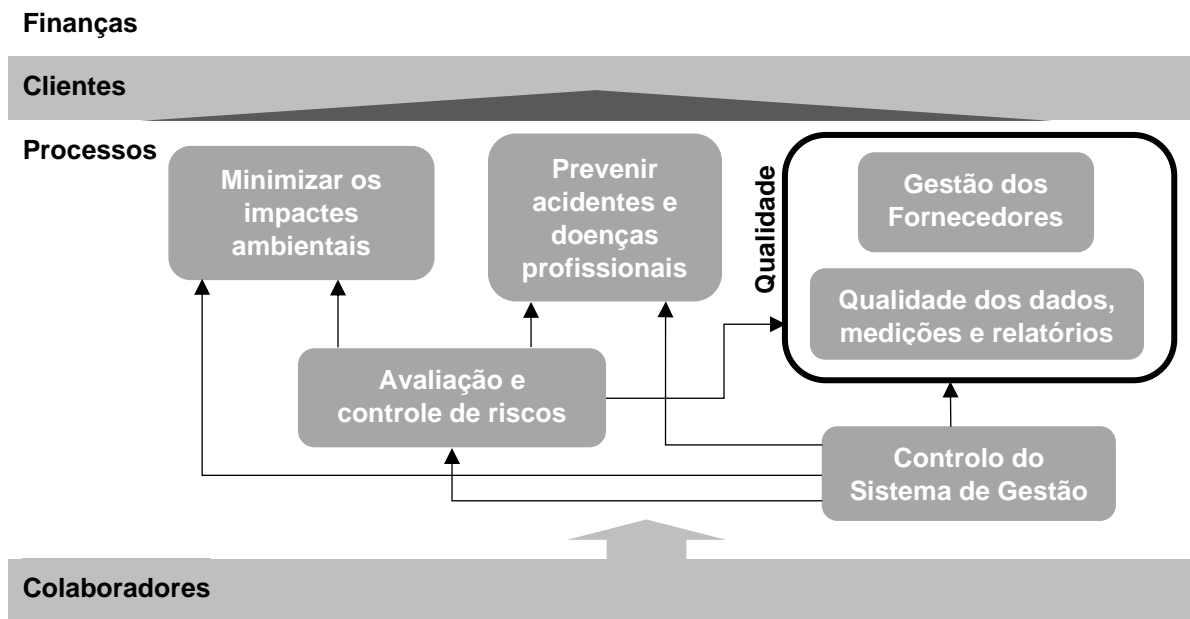 Finanças
Clientes
Processos
Minimizar os
impactes
ambientais
Prevenir
acidentes e
doenças
profissionais
Qualidade
Gestão dos
Fornecedores
Qualidade dos dados,
medições e relatórios
Avaliação e
controle de riscos
Controlo do
Sistema de Gestão
Colaboradores